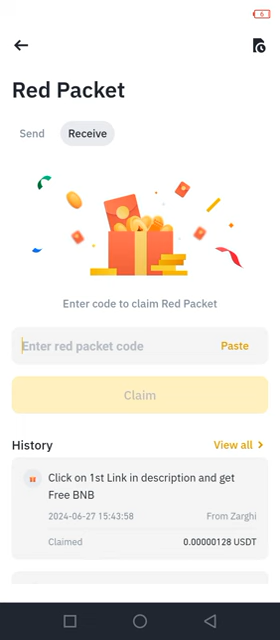 6
Red Packet
Send Receive
Enter code to claim Red Packet
Enter red packet code Paste
Claim
History View all
Click on 1st Link in description and get
Free BNB
2024-06-27 15:43:58 From Zarghi
Claimed 0.00000128 USDT